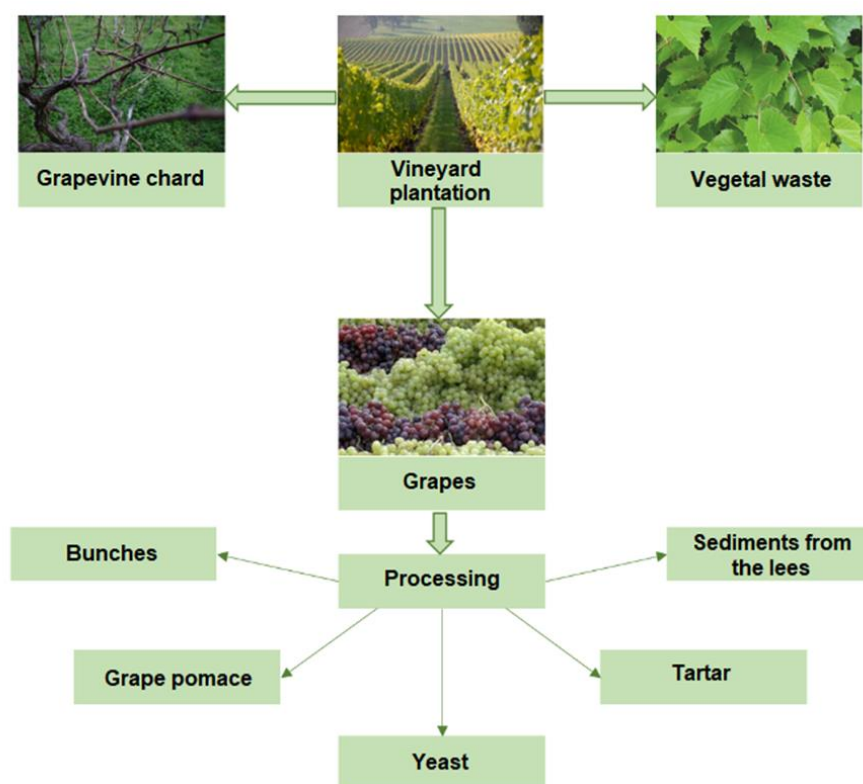 Grapevine chard
Vineyard
plantation
Vegetal waste
Grapes
Bunches
Processing
Sediments from
the lees
Grape pomace
Tartar
Yeast